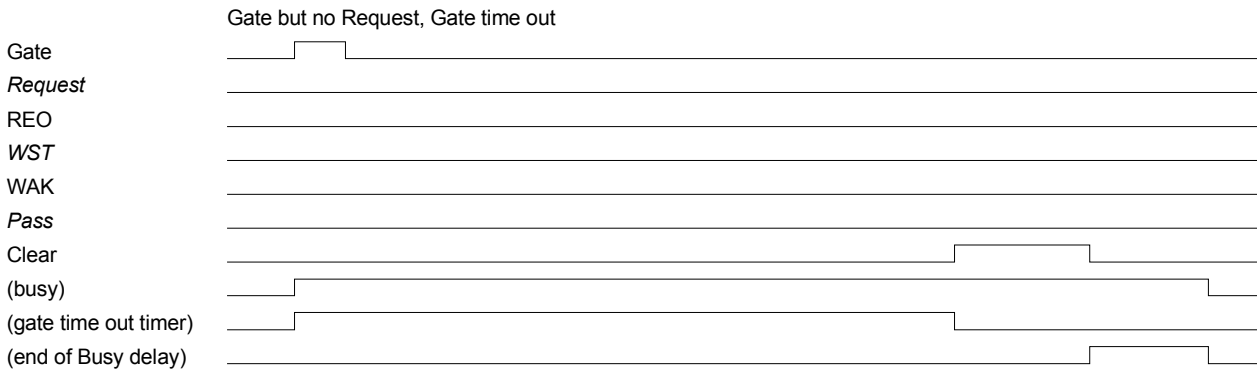 Gate but no Request, Gate time out
Gate
Request
REO
WST
WAK
Pass
Clear
(busy)
(gate time out timer)
(end of Busy delay)